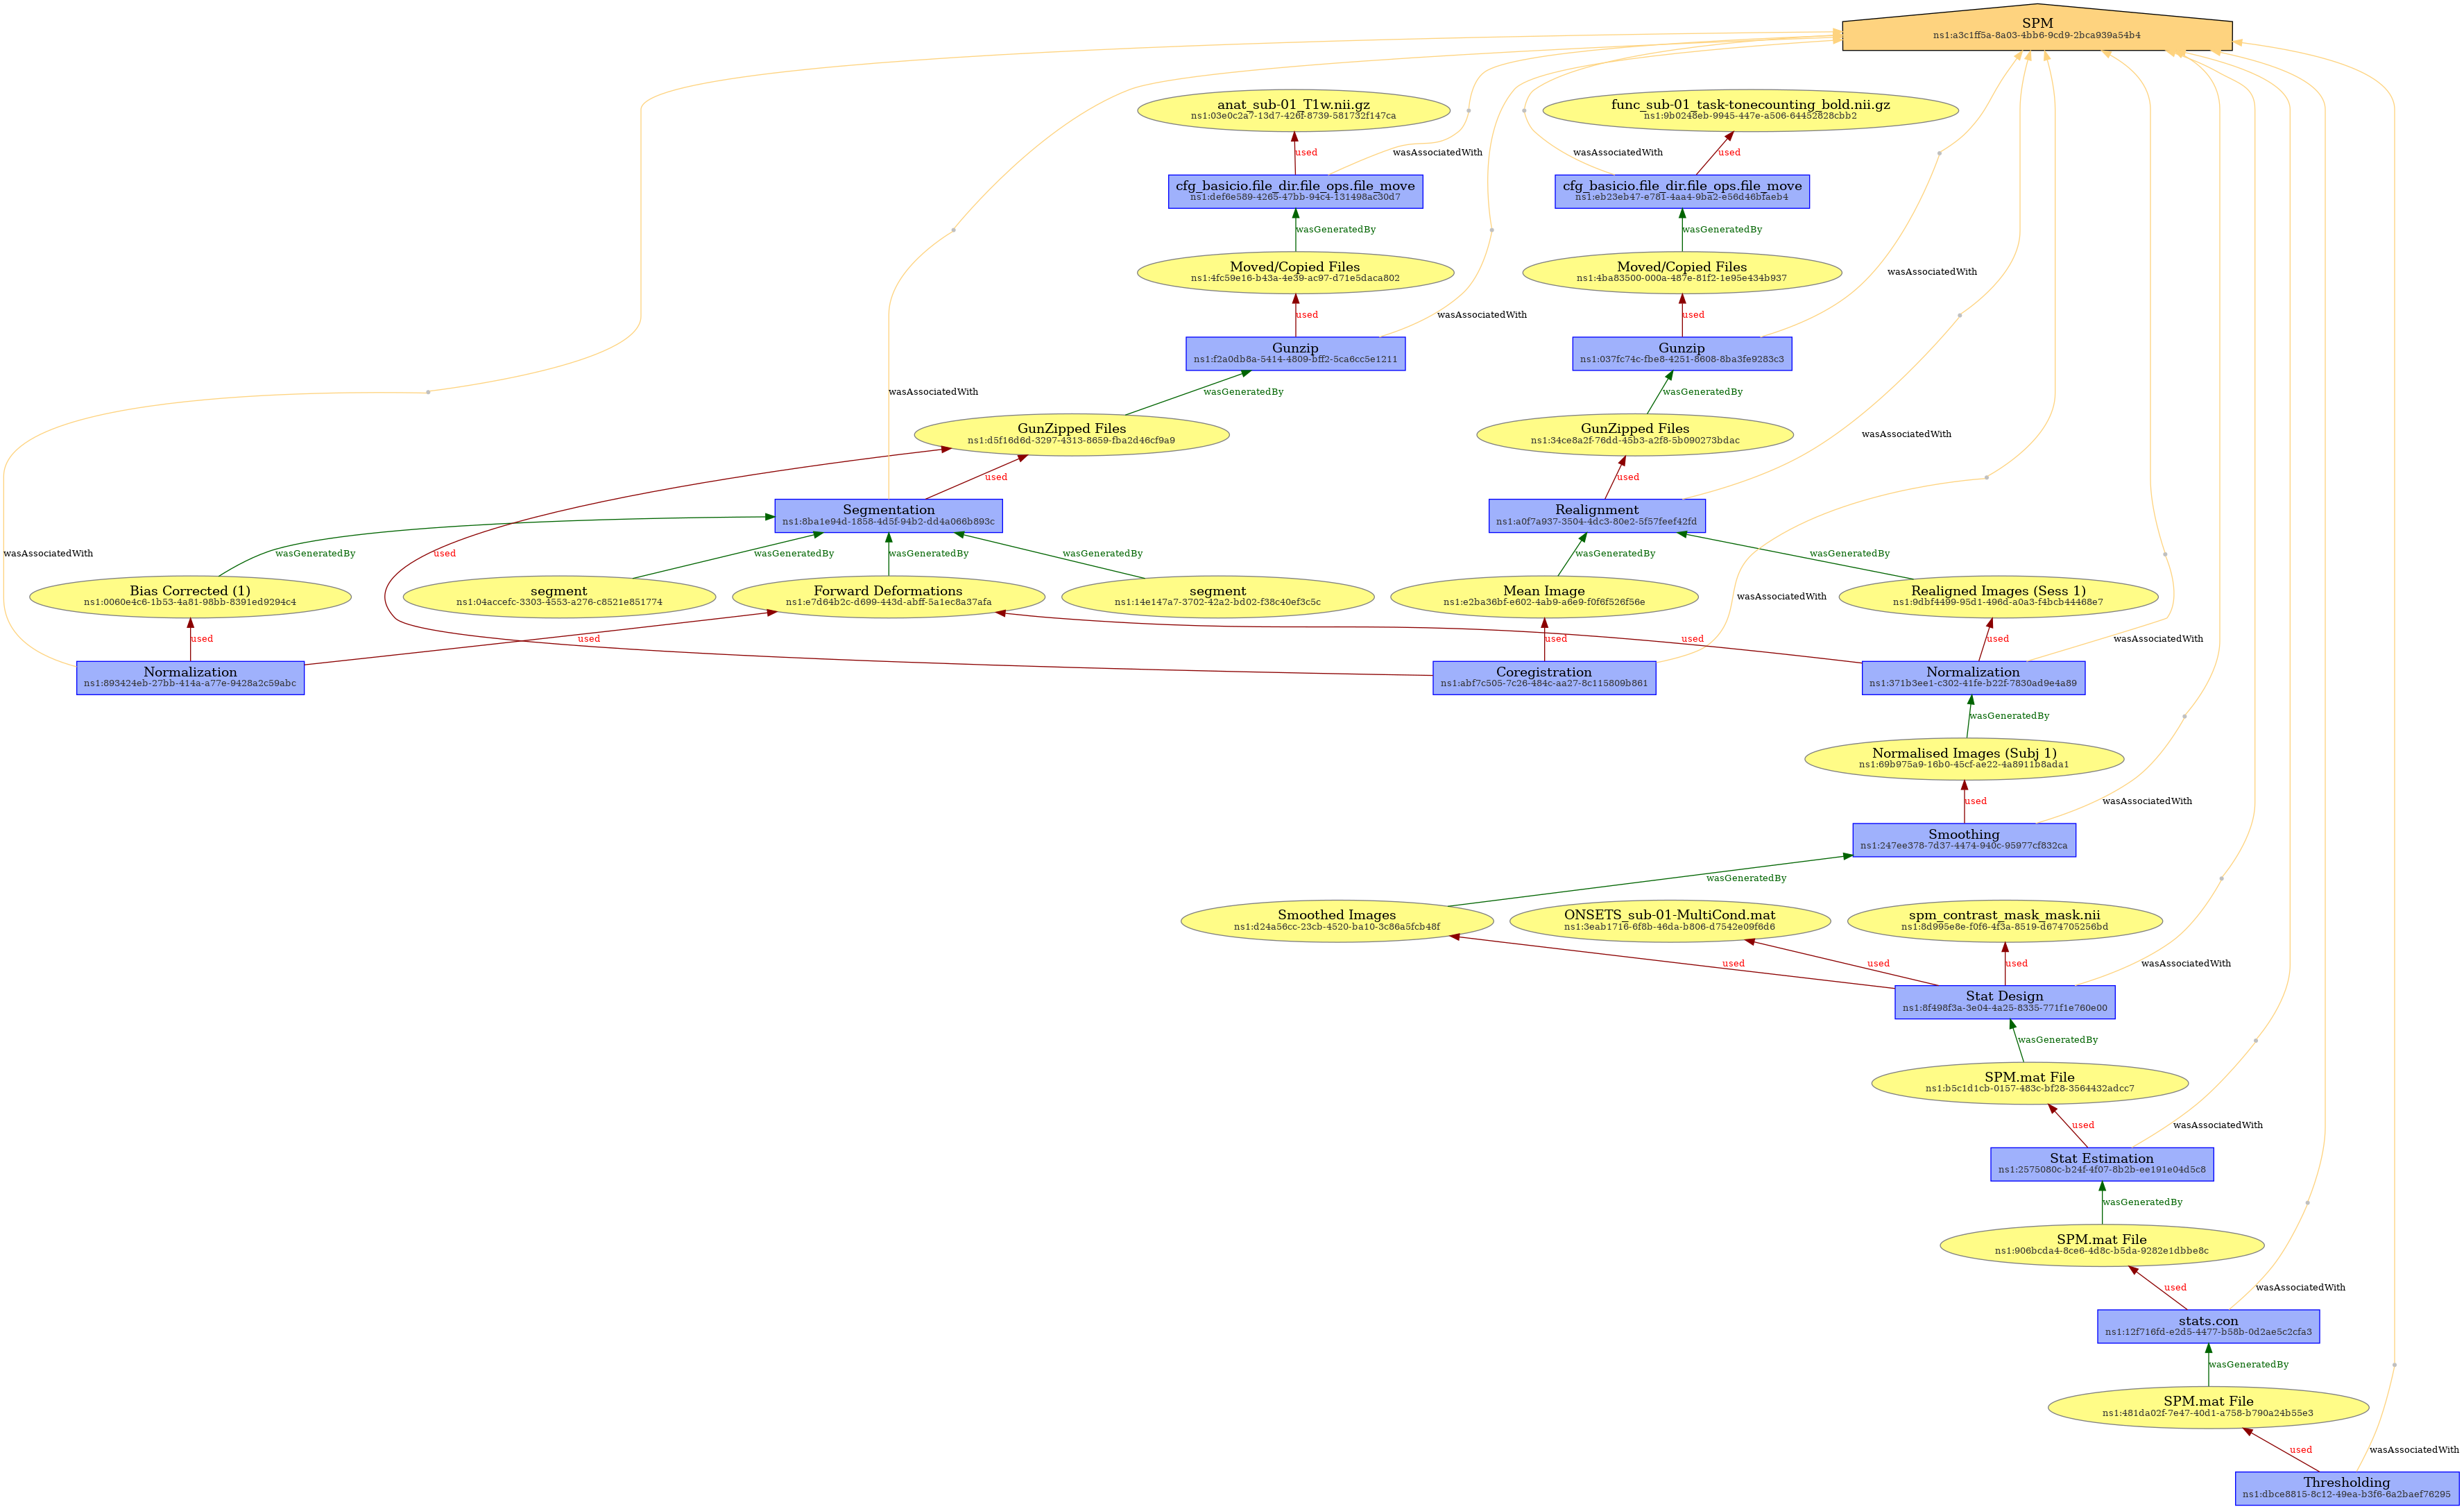 SPM
ns1:a3c1ff5a-8a03-4bb6-9cd9-2bca939a54b4
anat_sub-01_T1w.nii.gz
ns1:03e0c2a7-13d7-426f-8739-581732f147ca
func_sub-01_task-tonecounting_bold.nii.gz
ns1:9b0248eb-9945-447e-a506-64452828cbb2
used
wasAssociatedWith
wasAssociatedWith
used
cfg_basicio.file_dir.file_ops.file_move
ns1:def6e589-4265-47bb-94c4-131498ac30d7
cfg_basicio.file_dir.file_ops.file_move
ns1:eb23eb47-e781-4aa4-9ba2-e56d46bfaeb4
wasGeneratedBy
wasGeneratedBy
Moved/Copied Files
ns1:4fc59e16-b43a-4e39-ac97-d71e5daca802
Moved/Copied Files
ns1:4ba83500-000a-487e-81f2-1e95e434b937
wasAssociatedWith
used
wasAssociatedWith
used
Gunzip
ns1:f2a0db8a-5414-4809-bff2-5ca6cc5e1211
Gunzip
ns1:037fc74c-fbe8-4251-8608-8ba3fe9283c3
wasAssociatedWith
wasGeneratedBy
wasGeneratedBy
GunZipped Files
ns1:d5f16d6d-3297-4313-8659-fba2d46cf9a9
GunZipped Files
ns1:34ce8a2f-76dd-45b3-a2f8-5b090273bdac
wasAssociatedWith
used
used
Segmentation
ns1:8ba1e94d-1858-4d5f-94b2-dd4a066b893c
Realignment
ns1:a0f7a937-3504-4dc3-80e2-5f57feef42fd
wasAssociatedWith
wasGeneratedBy
used
wasGeneratedBy
wasGeneratedBy
wasGeneratedBy
wasGeneratedBy
wasGeneratedBy
Bias Corrected (1)
ns1:0060e4c6-1b53-4a81-98bb-8391ed9294c4
segment
ns1:04accefc-3303-4553-a276-c8521e851774
Forward Deformations
ns1:e7d64b2c-d699-443d-abff-5a1ec8a37afa
segment
ns1:14e147a7-3702-42a2-bd02-f38c40ef3c5c
Mean Image
ns1:e2ba36bf-e602-4ab9-a6e9-f0f6f526f56e
Realigned Images (Sess 1)
ns1:9dbf4499-95d1-496d-a0a3-f4bcb44468e7
wasAssociatedWith
used
used
used
used
used
wasAssociatedWith
Normalization
ns1:893424eb-27bb-414a-a77e-9428a2c59abc
Coregistration
ns1:abf7c505-7c26-484c-aa27-8c115809b861
Normalization
ns1:371b3ee1-c302-41fe-b22f-7830ad9e4a89
wasGeneratedBy
Normalised Images (Subj 1)
ns1:69b975a9-16b0-45cf-ae22-4a8911b8ada1
used
wasAssociatedWith
Smoothing
ns1:247ee378-7d37-4474-940c-95977cf832ca
wasGeneratedBy
Smoothed Images
ns1:d24a56cc-23cb-4520-ba10-3c86a5fcb48f
ONSETS_sub-01-MultiCond.mat
ns1:3eab1716-6f8b-46da-b806-d7542e09f6d6
spm_contrast_mask_mask.nii
ns1:8d995e8e-f0f6-4f3a-8519-d674705256bd
used
used
used
wasAssociatedWith
Stat Design
ns1:8f498f3a-3e04-4a25-8335-771f1e760e00
wasGeneratedBy
SPM.mat File
ns1:b5c1d1cb-0157-483c-bf28-3564432adcc7
used
wasAssociatedWith
Stat Estimation
ns1:2575080c-b24f-4f07-8b2b-ee191e04d5c8
wasGeneratedBy
SPM.mat File
ns1:906bcda4-8ce6-4d8c-b5da-9282e1dbbe8c
used
wasAssociatedWith
stats.con
ns1:12f716fd-e2d5-4477-b58b-0d2ae5c2cfa3
wasGeneratedBy
SPM.mat File
ns1:481da02f-7e47-40d1-a758-b790a24b55e3
used
wasAssociatedWith
Thresholding
ns1:dbce8815-8c12-49ea-b3f6-6a2baef76295